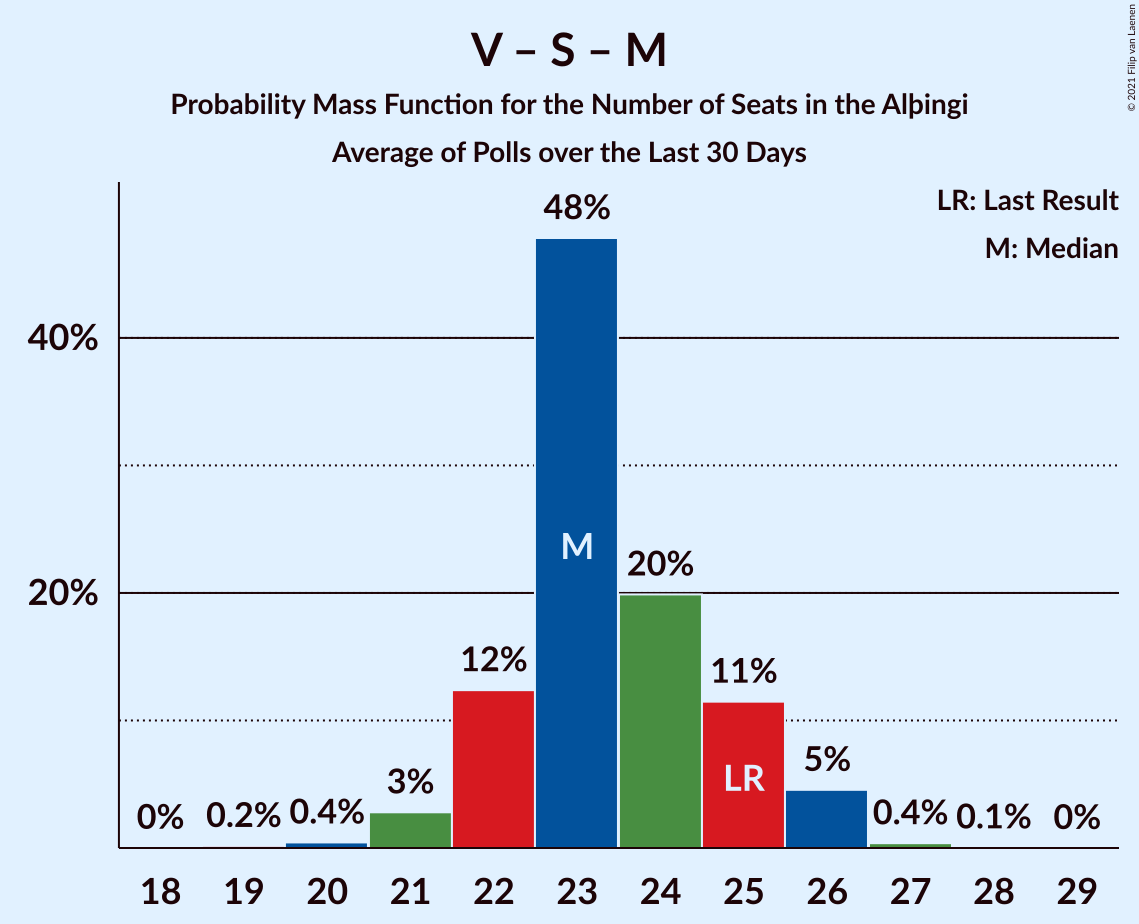 V – S – M
Probability Mass Function for the Number of Seats in the Alþingi
Average of Polls over the Last 30 Days
© 2021 Filip van Laenen
LR: Last Result
M: Median
48%
40%
M
20%
20%
12%
11%
LR
5%
3%
0%
0.2%
0.4%
0.4%
0.1%
0%
18 19 20 21 22 23 24 25 26 27 28 29